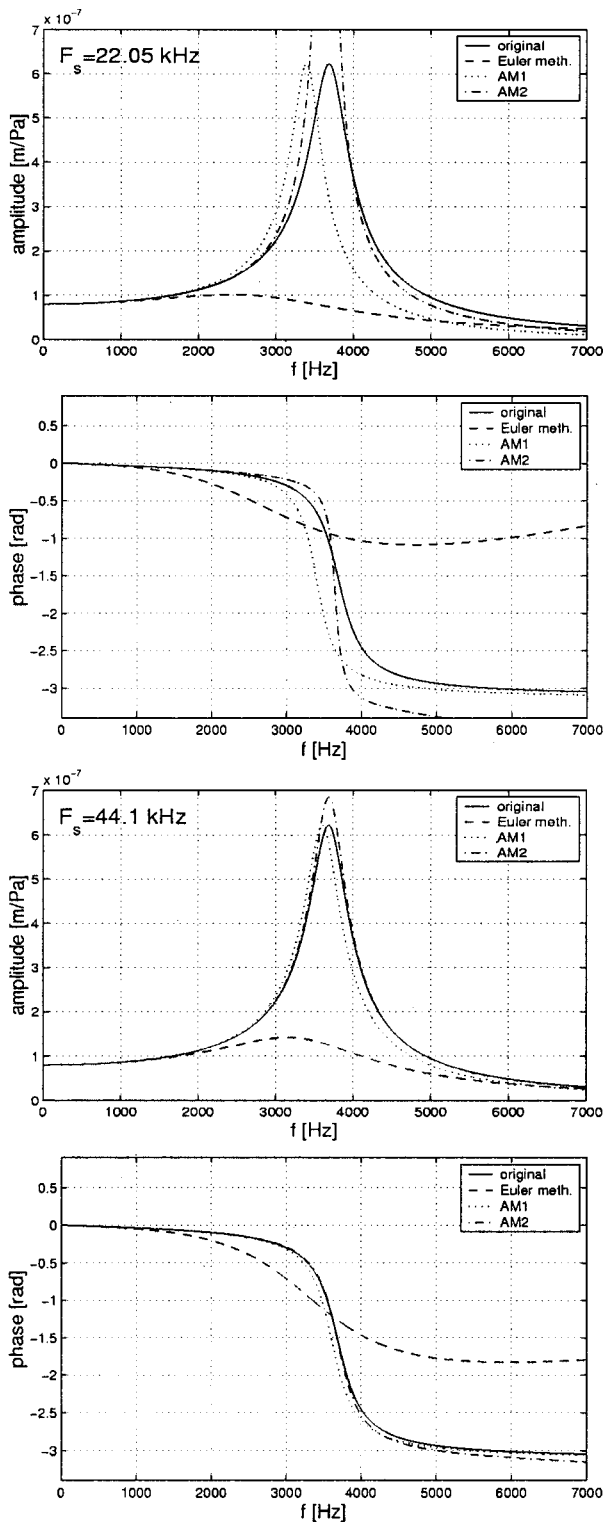 x 10⁻⁷
7
6
5
4
3
2
1
0
F_s=22.05 kHz
original
Euler meth.
AM1
AM2
amplitude [m/Pa]
0 1000 2000 3000 4000 5000 6000 7000
f [Hz]
0.5
0
-0.5
-1
-1.5
-2
-2.5
-3
original
Euler meth.
AM1
AM2
phase [rad]
0 1000 2000 3000 4000 5000 6000 7000
f [Hz]
x 10⁻⁷
7
6
5
4
3
2
1
0
F_s=44.1 kHz
original
Euler meth.
AM1
AM2
amplitude [m/Pa]
0 1000 2000 3000 4000 5000 6000 7000
f [Hz]
0.5
0
-0.5
-1
-1.5
-2
-2.5
-3
original
Euler meth.
AM1
AM2
phase [rad]
0 1000 2000 3000 4000 5000 6000 7000
f [Hz]